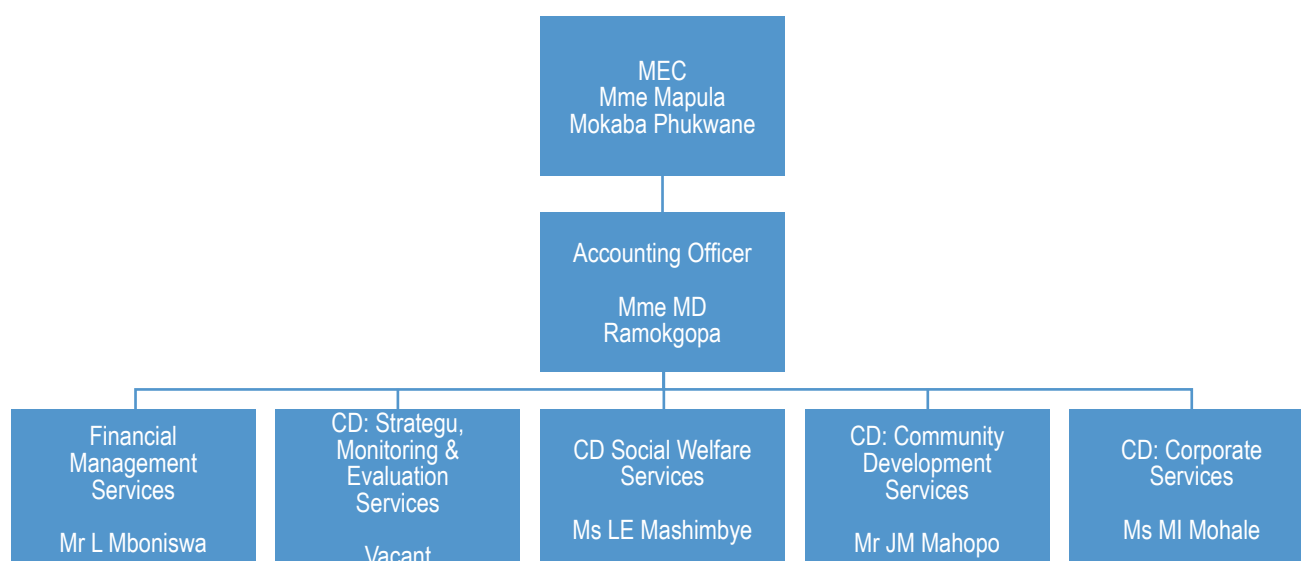 MEC
Mme Mapula
Mokaba Phukwane
Accounting Officer
Mme MD
Ramokgopa
Financial
Management
Services
Mr L Mboniswa
CD: Strategu,
Monitoring &
Evaluation
Services
Vacant
CD Social Welfare
Services
Ms LE Mashimbye
CD: Community
Development
Services
Mr JM Mahopo
CD: Corporate
Services
Ms MI Mohale